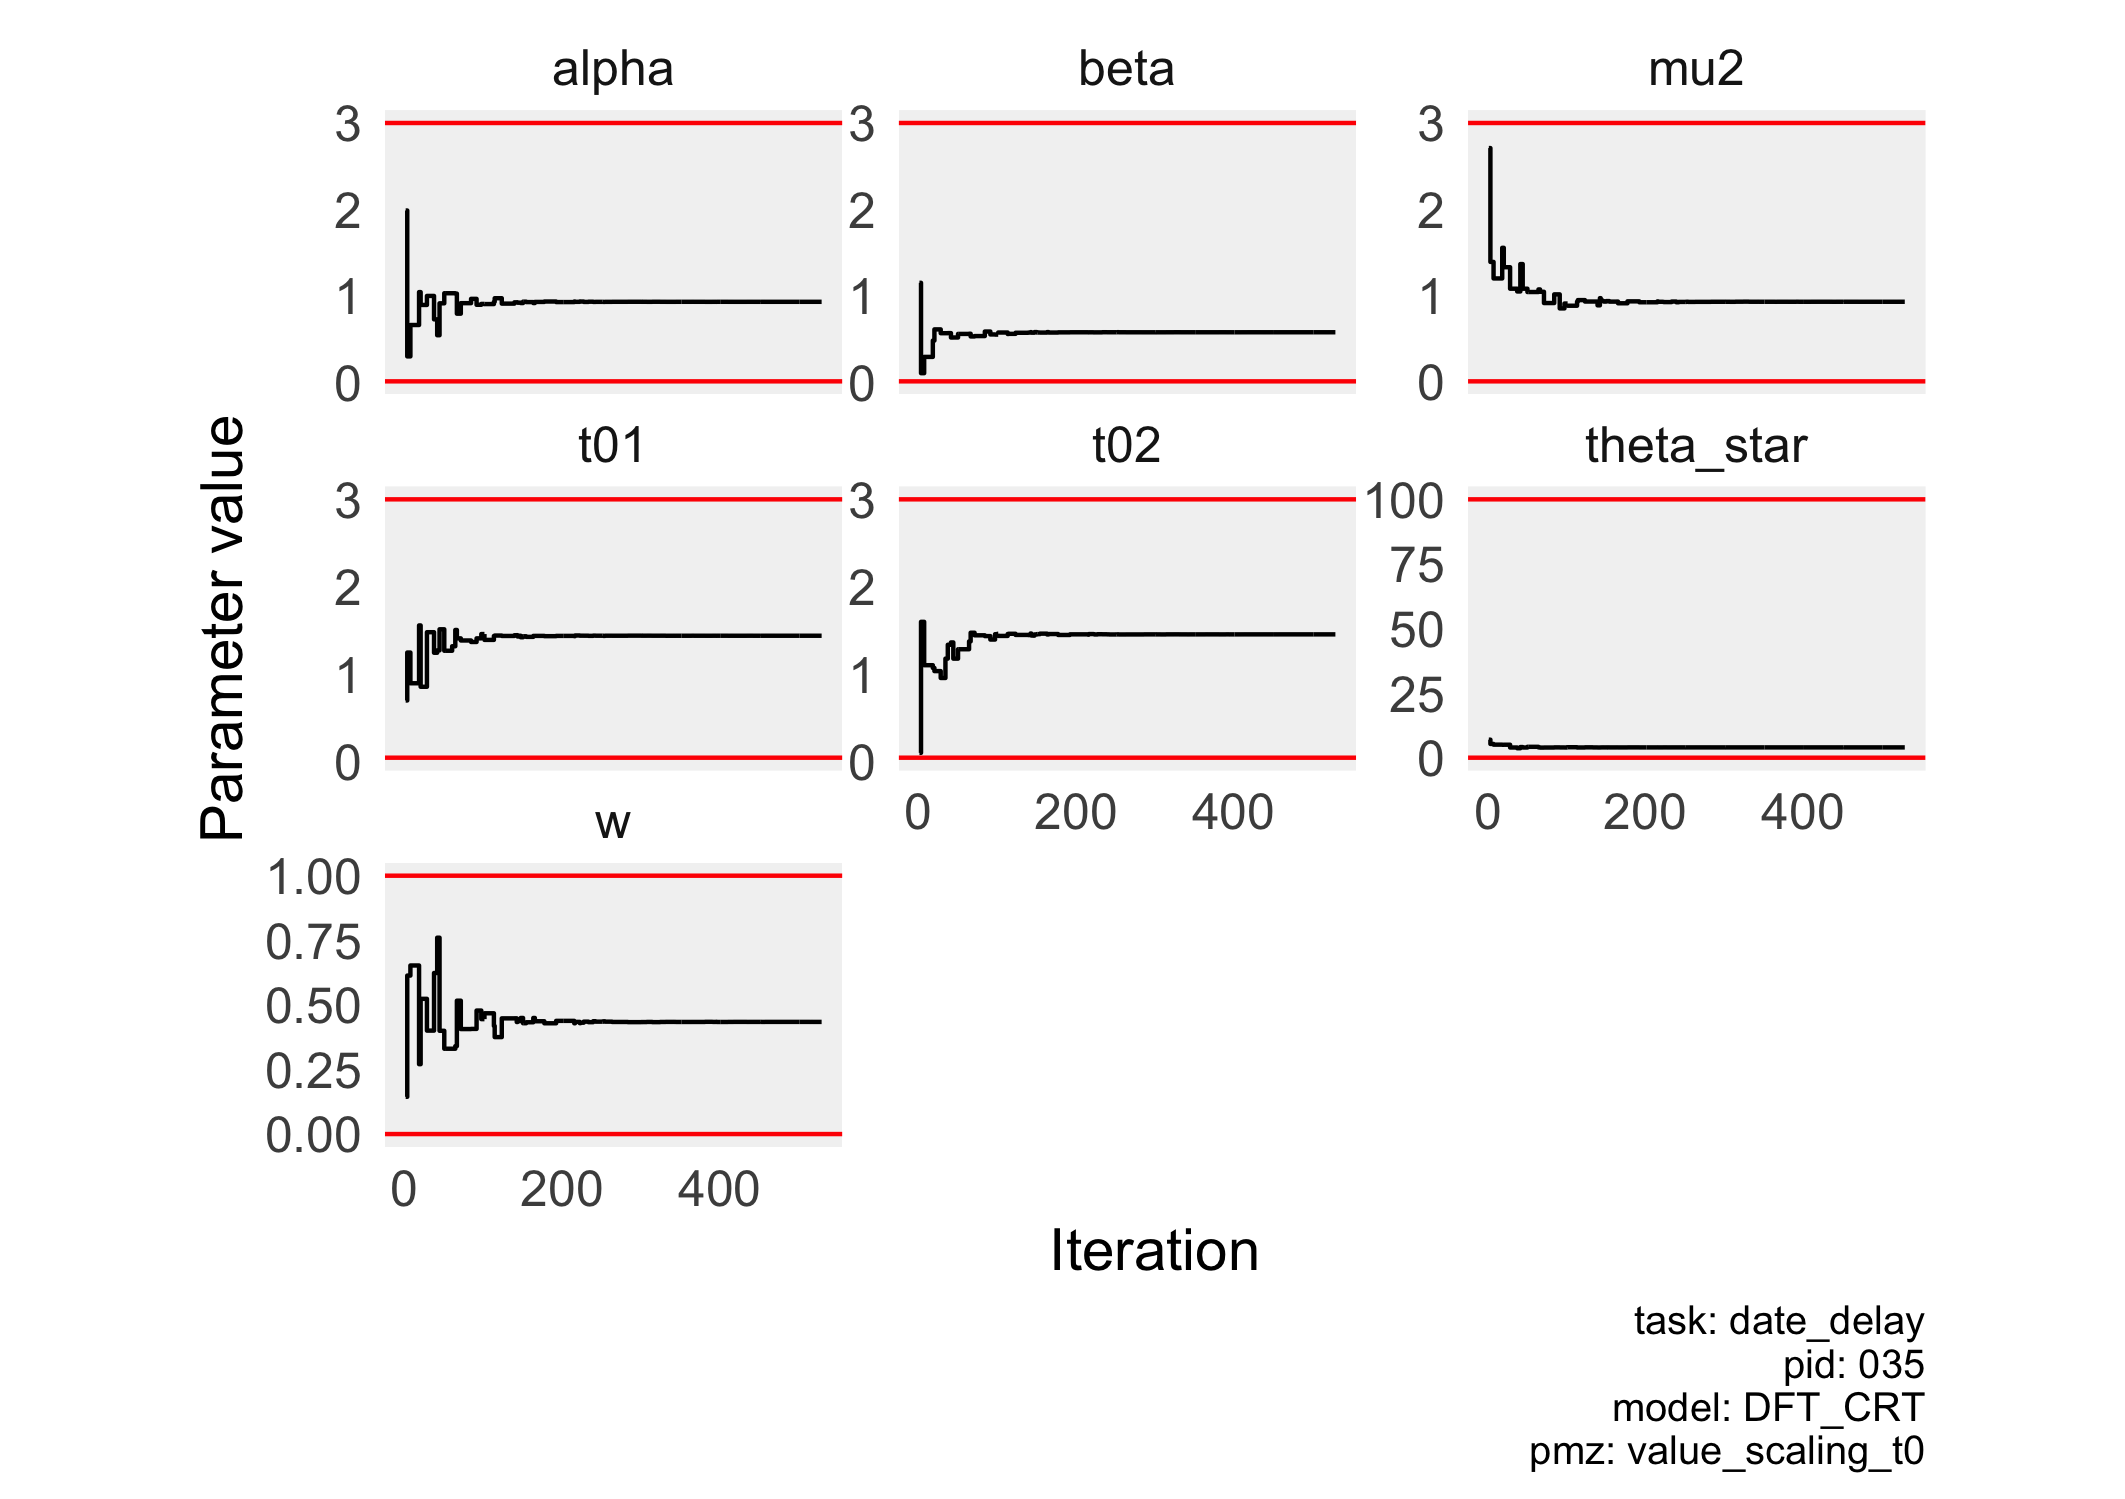 alpha beta mu2
3 3 3
2 2 2
1 1 1
0 0 0
t01 t02 theta_star
3 3 100
2 2 75
50
1 1 25
0 0 0
0 200 400 0 200 400
w
1.00
0.75
0.50
0.25
0.00
0 200 400
Parameter value
Iteration
task: date_delay
pid: 035
model: DFT_CRT
pmz: value_scaling_t0